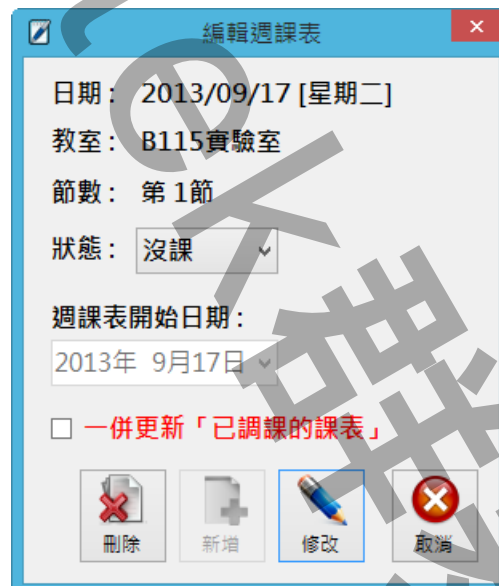 編輯週課表
日期： 2013/09/17 [星期二]
教室： B115實驗室
節數： 第 1節
狀態： 沒課
週課表開始日期：
2013年 9月17日
一併更新「已調課的課表」
刪除 新增 修改 取消